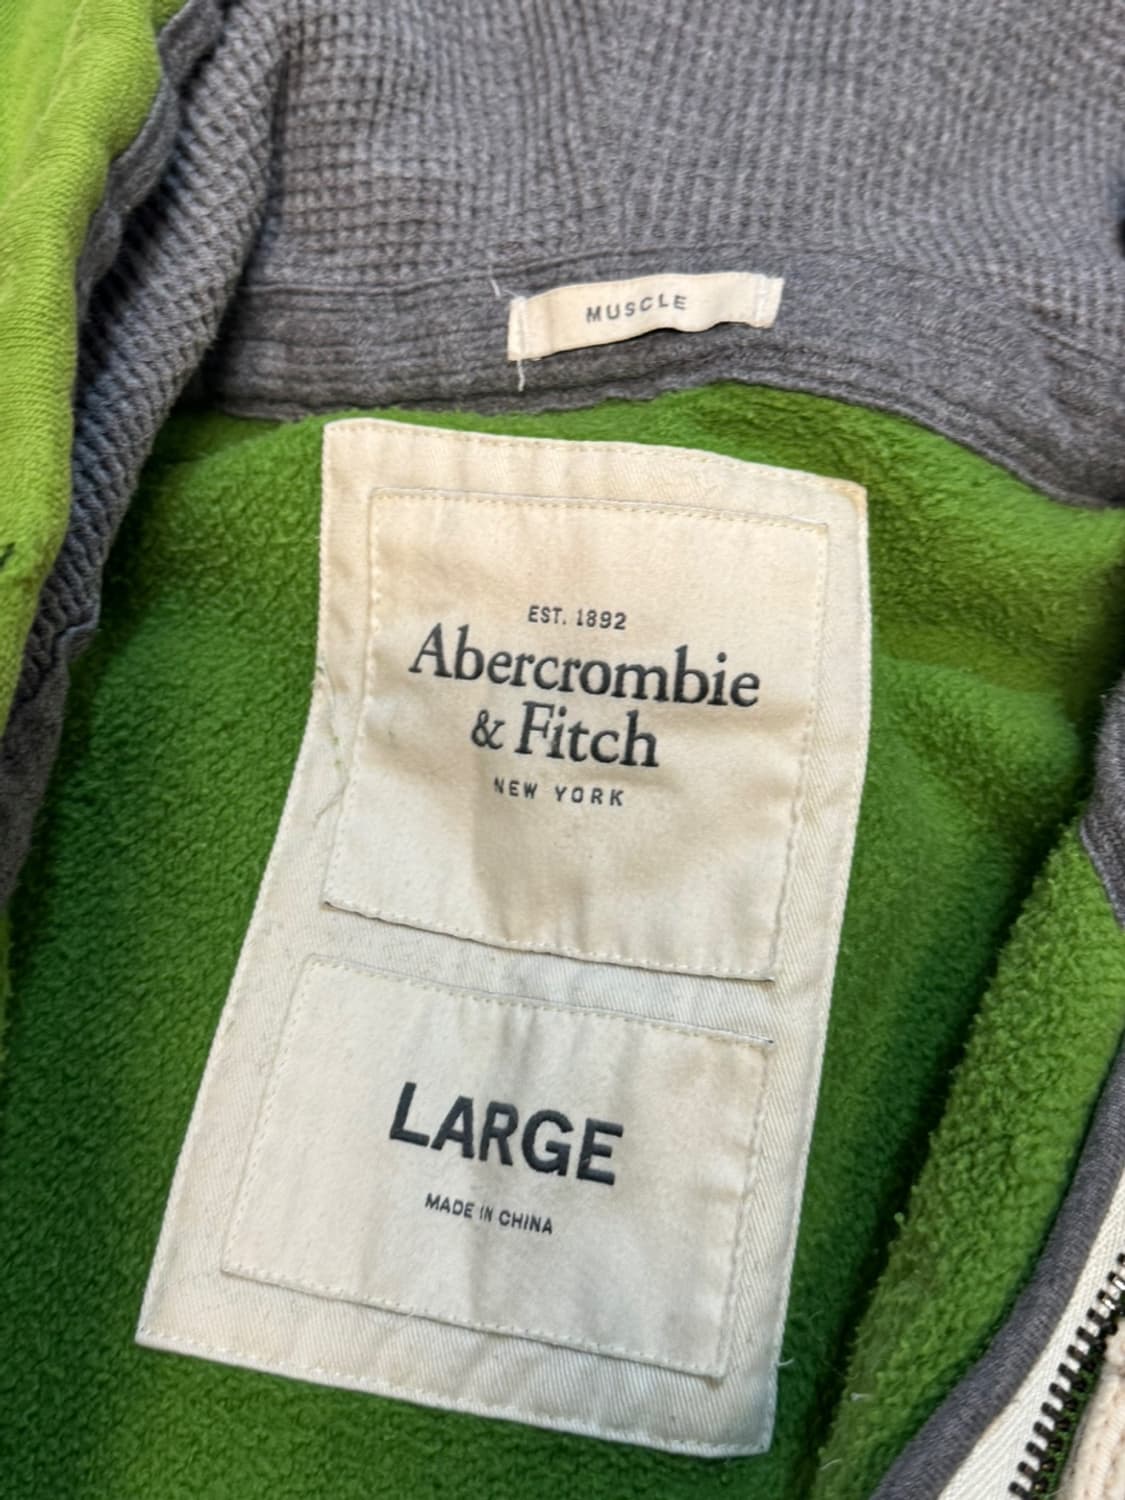 MUSCLE
EST. 1892
Abercrombie
& Fitch
NEW YORK
LARGE
MADE IN CHINA